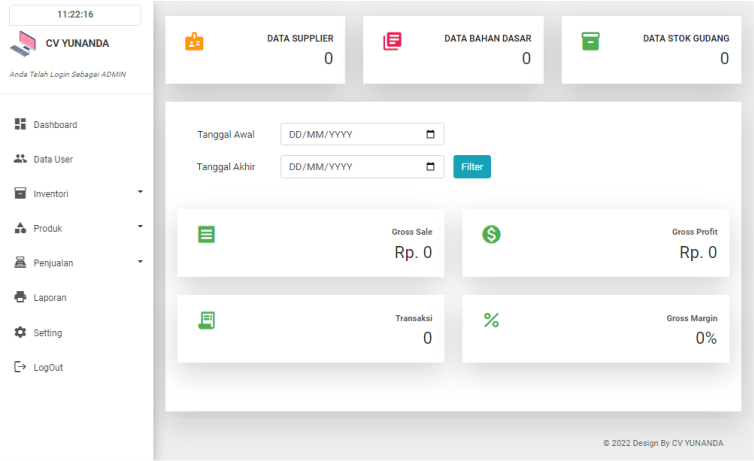 11:22:16
CV YUNANDA
Anda Telah Login Sebagai ADMIN
Dashboard
Data User
Inventori
Produk
Penjualan
Laporan
Setting
LogOut
DATA SUPPLIER
0
DATA BAHAN DASAR
0
DATA STOK GUDANG
0
Tanggal Awal DD/MM/YYYY
Tanggal Akhir DD/MM/YYYY Filter
Gross Sale
Rp. 0
Gross Profit
Rp. 0
Transaksi
0
Gross Margin
0%
© 2022 Design By CV YUNANDA